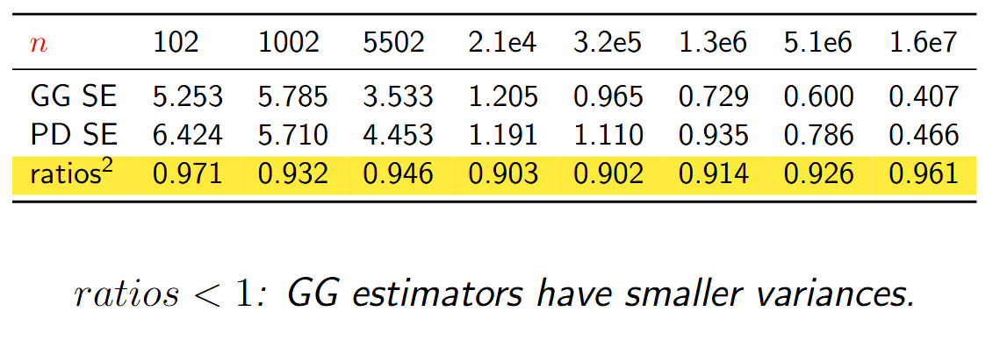 n 102 1002 5502 2.1e4 3.2e5 1.3e6 5.1e6 1.6e7
GG SE 5.253 5.785 3.533 1.205 0.965 0.729 0.600 0.407
PD SE 6.424 5.710 4.453 1.191 1.110 0.935 0.786 0.466
ratios² 0.971 0.932 0.946 0.903 0.902 0.914 0.926 0.961
ratios < 1: GG estimators have smaller variances.